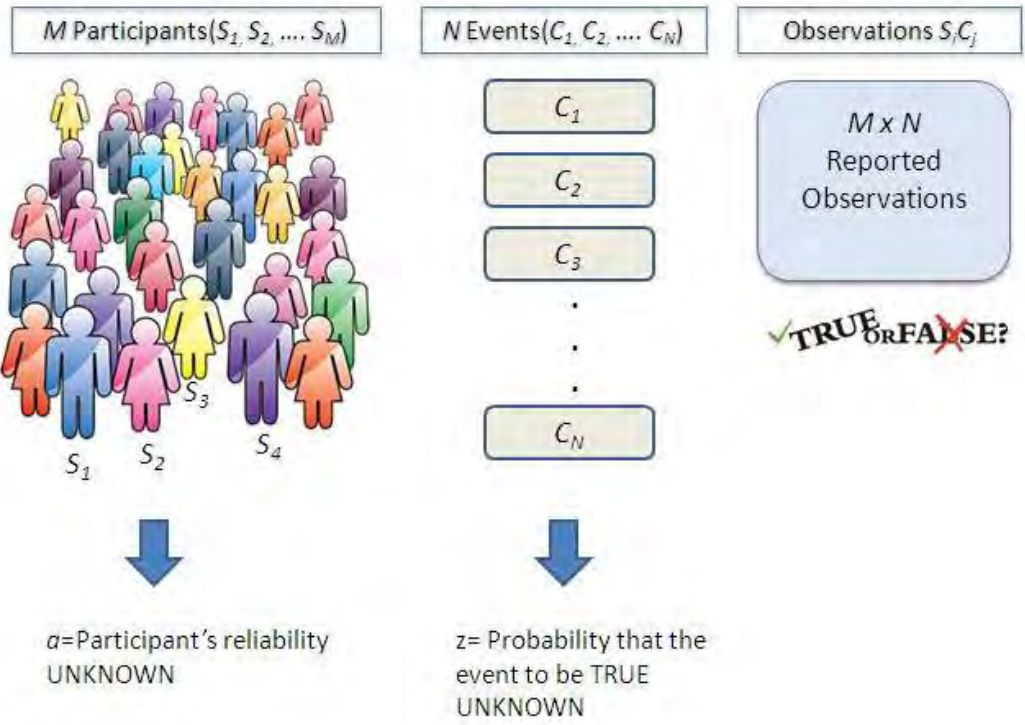 M Participants(S1, S2, .... SM)
N Events(C1, C2, .... CN)
Observations SiCj
C1
C2
C3
.
.
.
CN
M x N
Reported
Observations
TRUE OR FALSE?
S1
S2
S3
S4
a=Participant's reliability
UNKNOWN
z= Probability that the
event to be TRUE
UNKNOWN